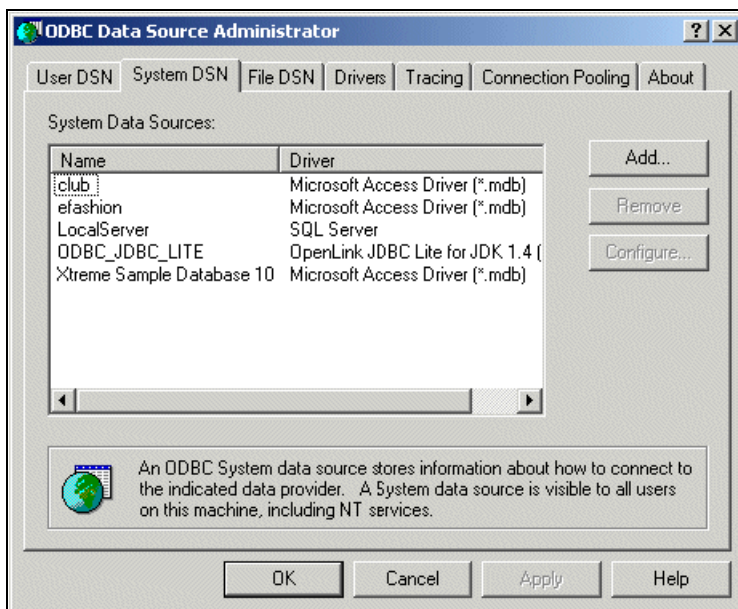 ODBC Data Source Administrator
User DSN System DSN File DSN Drivers Tracing Connection Pooling About
System Data Sources:
Name Driver
club Microsoft Access Driver (*.mdb)
efashion Microsoft Access Driver (*.mdb)
LocalServer SQL Server
ODBC_JDBC_LITE OpenLink JDBC Lite for JDK 1.4 (
Xtreme Sample Database 10 Microsoft Access Driver (*.mdb)
Add...
Remove
Configure...
An ODBC System data source stores information about how to connect to
the indicated data provider. A System data source is visible to all users
on this machine, including NT services.
OK Cancel Apply Help